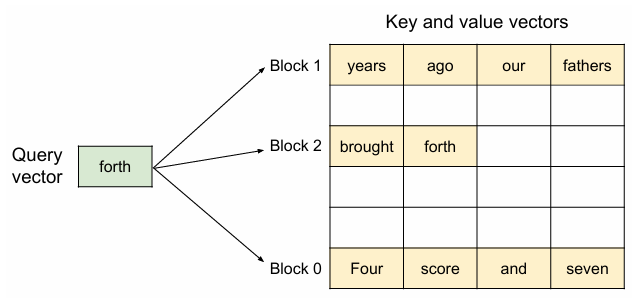 Key and value vectors
Block 1 years ago our fathers
Query vector
forth
Block 2 brought forth
Block 0 Four score and seven